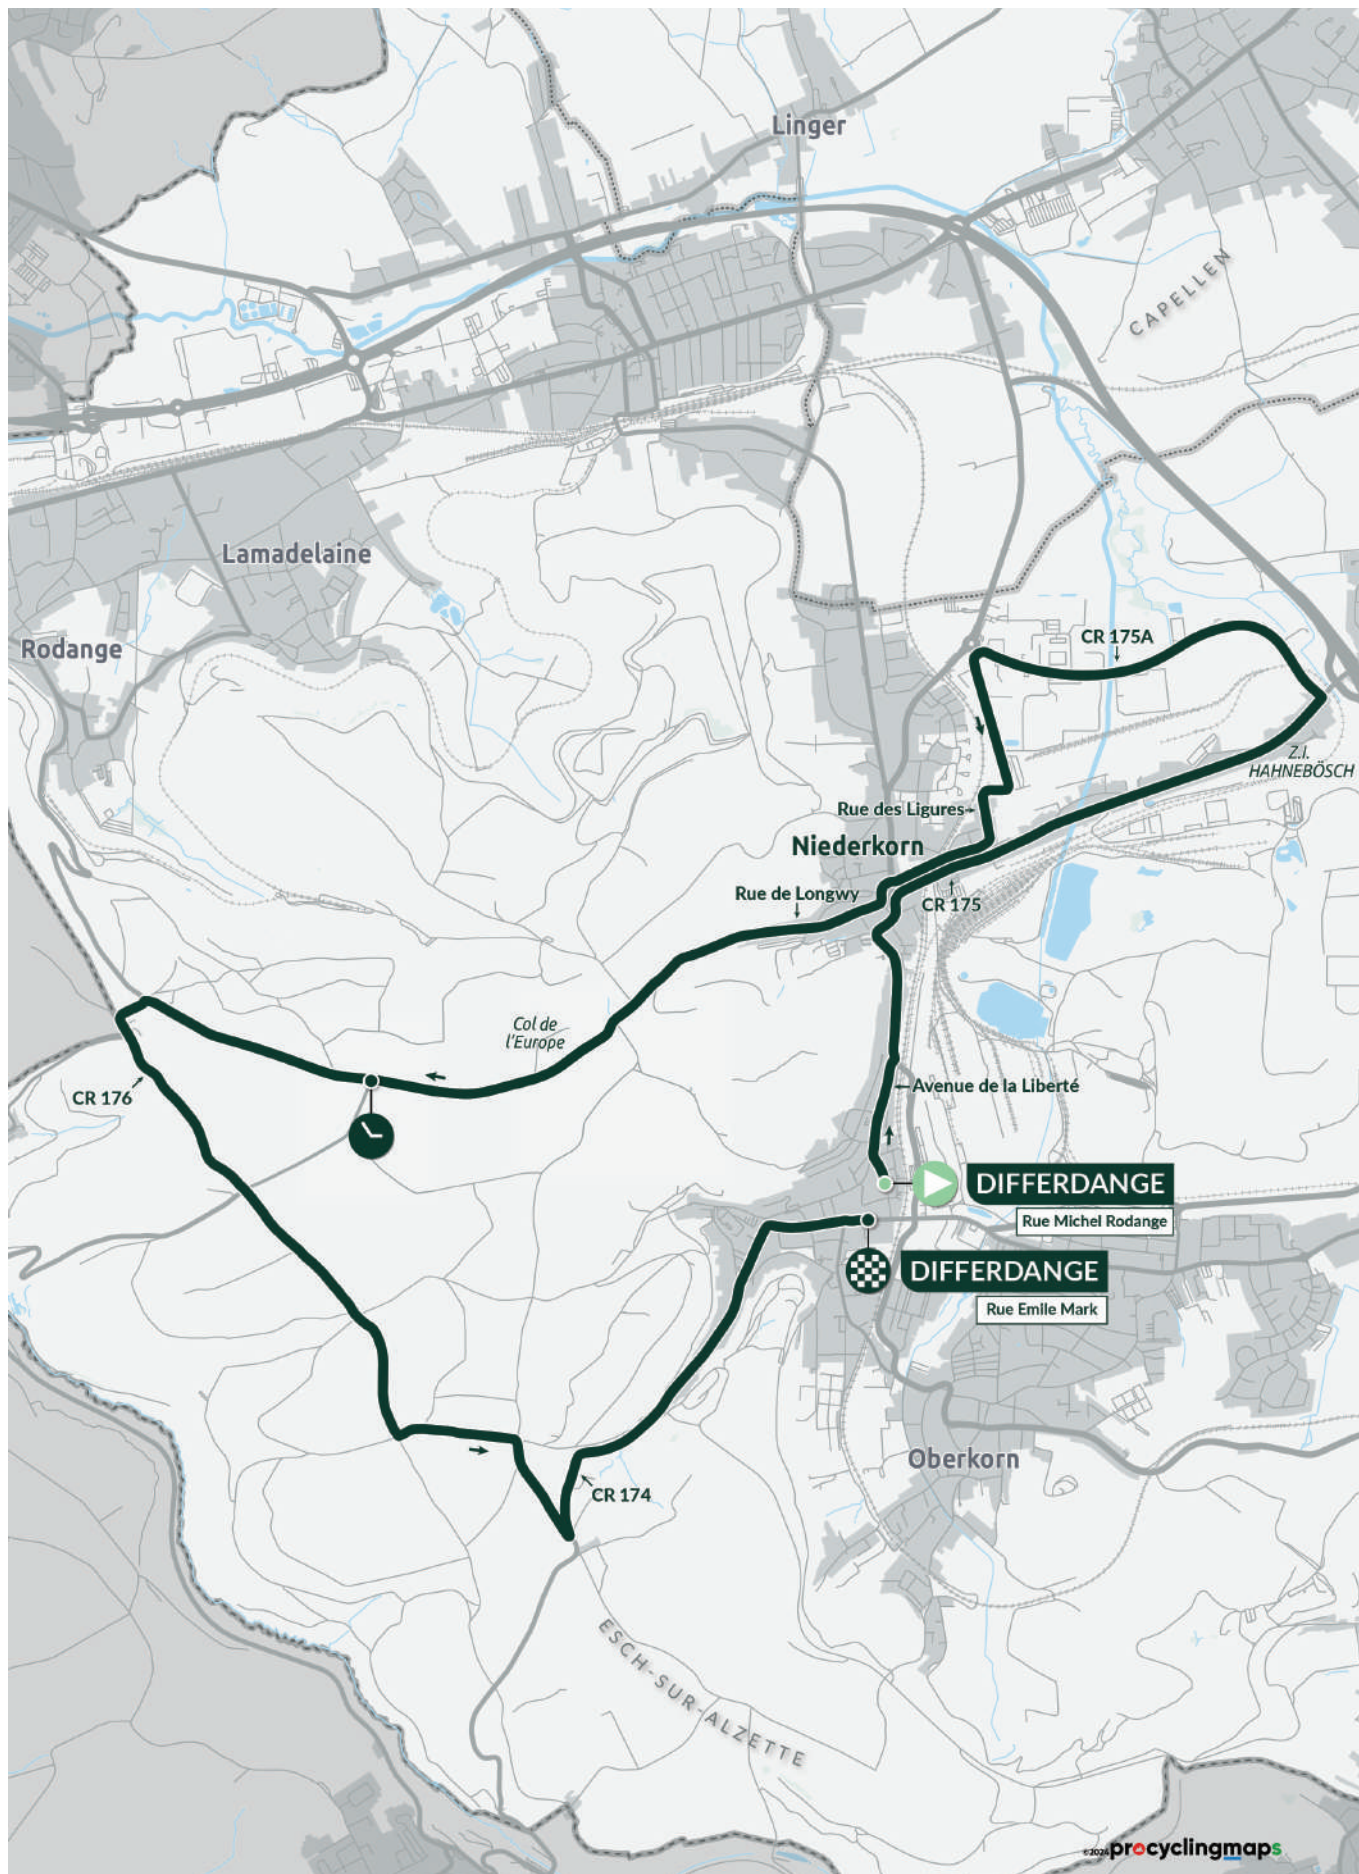 Linger
CAPELLEN
Lamadelaine
Rodange
CR 175A
Z.I.
HAHNEBÖSCH
Rue des Ligures
Niederkorn
Rue de Longwy
CR 175
Col de
l'Europe
CR 176
Avenue de la Liberté
DIFFERDANGE
Rue Michel Rodange
DIFFERDANGE
Rue Emile Mark
Oberkorn
CR 174
ESCH-SUR-ALZETTE
©2024 procyclingmaps